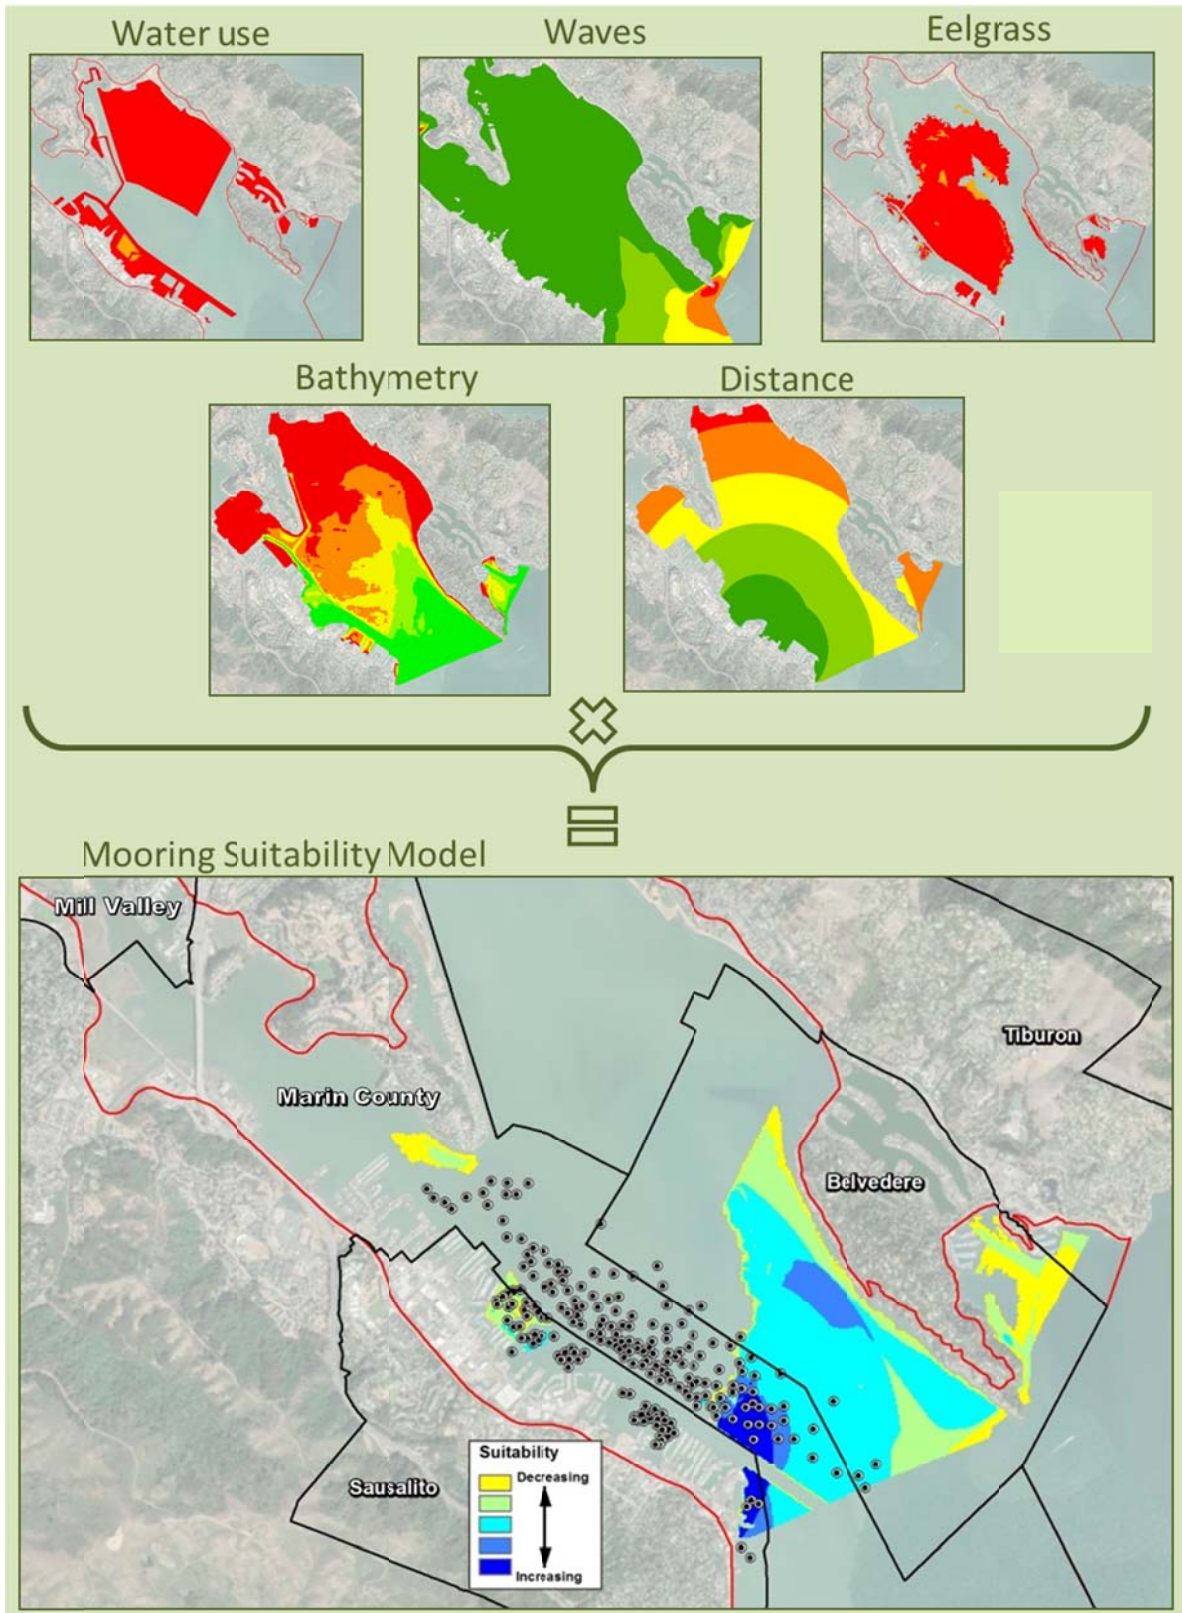 Water use
Waves
Eelgrass
Bathymetry
Distance
Mooring Suitability Model
Mill Valley
Tiburon
Marin County
Belvedere
Sausalito
Suitability
Decreasing
Increasing